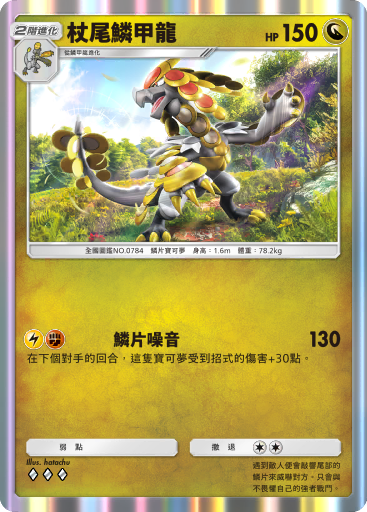 2階進化
杖尾鱗甲龍
HP 150
從鱗甲龍進化
全國圖鑑NO.0784 鱗片寶可夢 身高：1.6m 體重：78.2kg
鱗片噪音 130
在下個對手的回合，這隻寶可夢受到招式的傷害+30點。
弱點 撤退
Illus. hatachu
遇到敵人便會敲響尾部的
鱗片來威嚇對方。只會與
不畏懼自己的強者戰鬥。